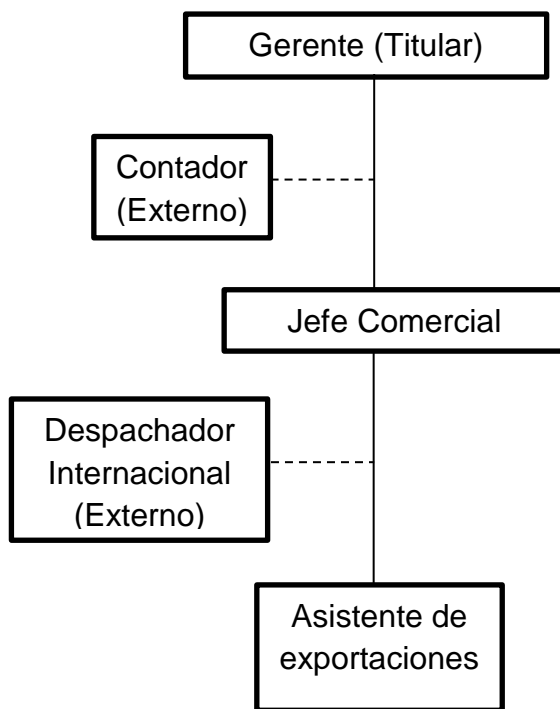 Gerente (Titular)
Contador
(Externo)
Jefe Comercial
Despachador
Internacional
(Externo)
Asistente de
exportaciones